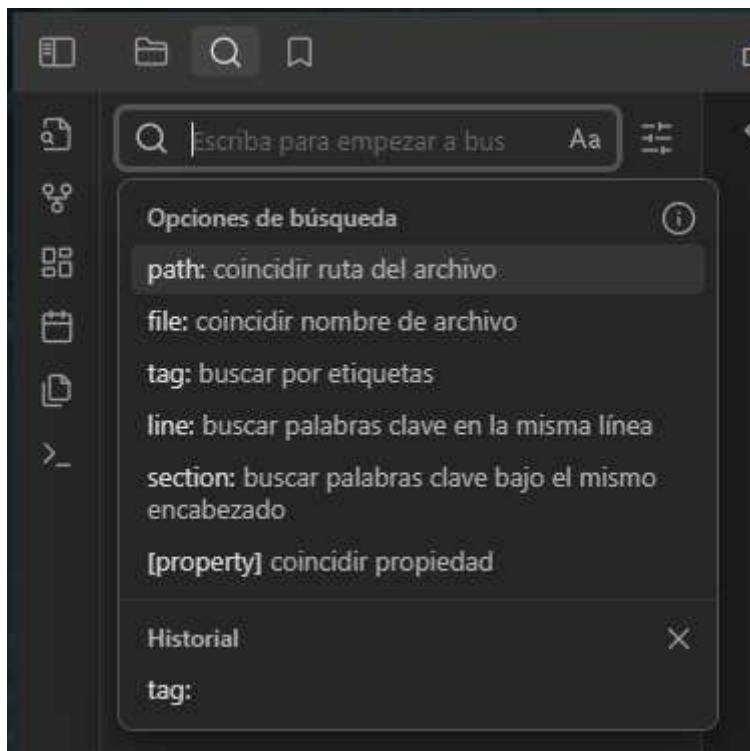 Escriba para empezar a bus Aa
Opciones de búsqueda
path: coincidir ruta del archivo
file: coincidir nombre de archivo
tag: buscar por etiquetas
line: buscar palabras clave en la misma línea
section: buscar palabras clave bajo el mismo
encabezado
[property] coincidir propiedad
Historial
tag: